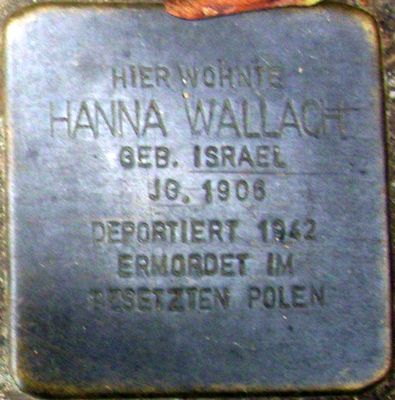 HIER WOHNTE
HANNA WALLACH
GEB. ISRAEL
JG. 1906
DEPORTIERT 1942
ERMORDET IM
BESETZTEN POLEN